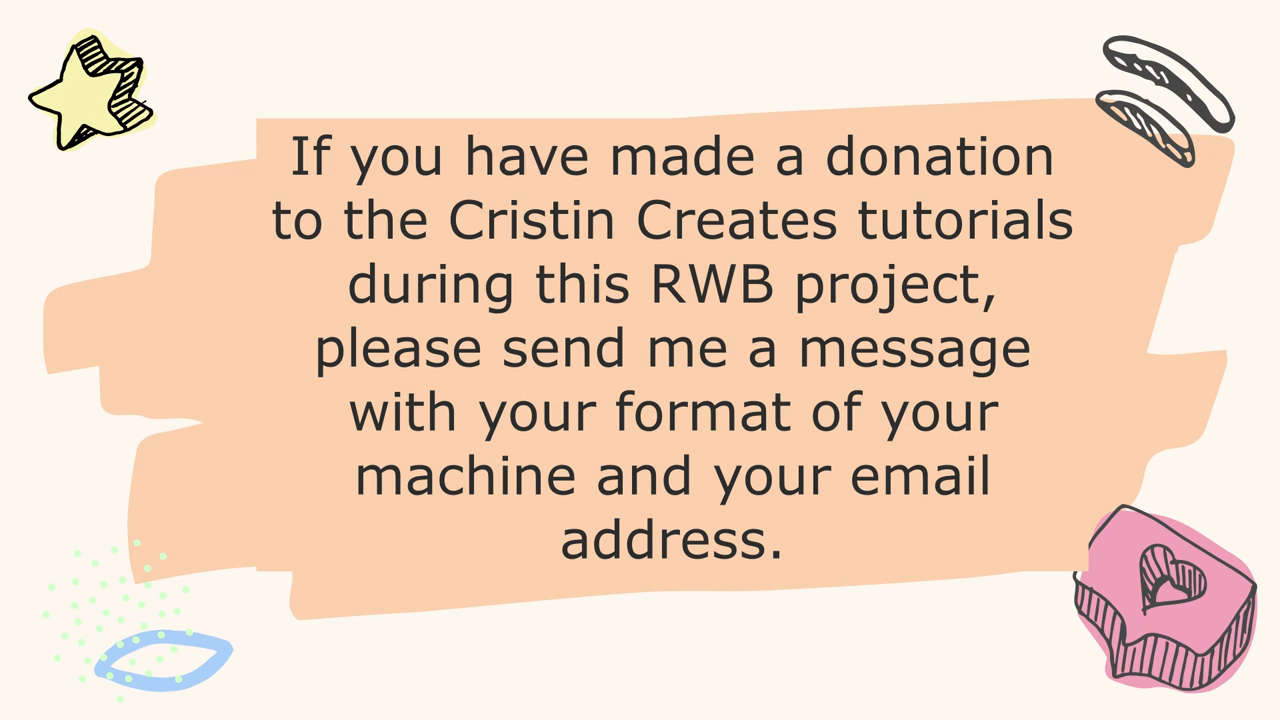 If you have made a donation
to the Cristin Creates tutorials
during this RWB project,
please send me a message
with your format of your
machine and your email
address.